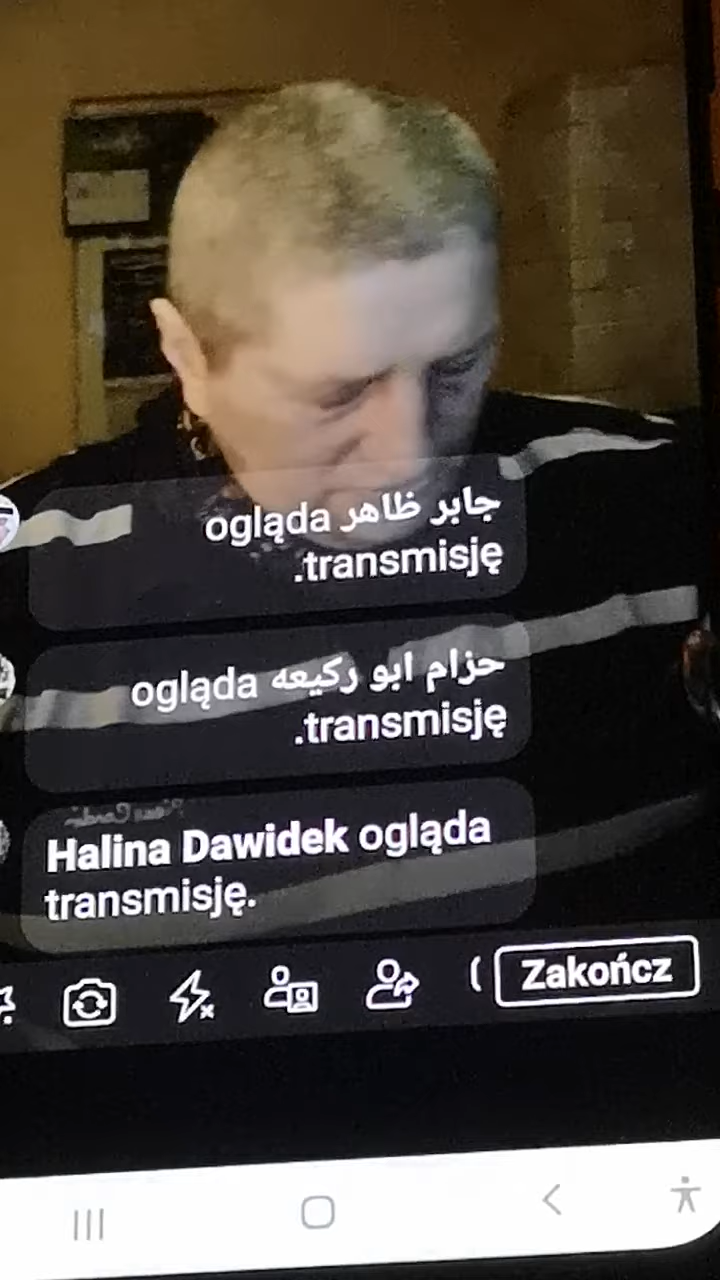 جابر ظاهر ogląda
transmisję.
حزام ابو ركيعه ogląda
transmisję.
Halina Dawidek ogląda
transmisję.
Zakończ